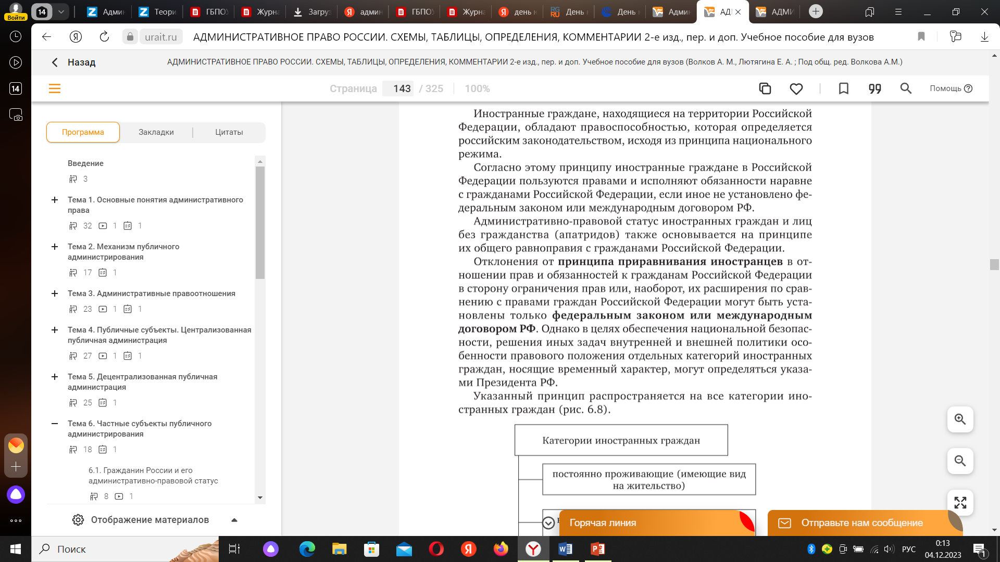 Войти
14
Админ
Теори
ГБПОУ
Журна
Загруз
админ
ГБПОУ
Журна
день н
День
День н
Админ
АДМ
АДМИ
urait.ru
АДМИНИСТРАТИВНОЕ ПРАВО РОССИИ. СХЕМЫ, ТАБЛИЦЫ, ОПРЕДЕЛЕНИЯ, КОММЕНТАРИИ 2-е изд., пер. и доп. Учебное пособие для вузов
Назад
АДМИНИСТРАТИВНОЕ ПРАВО РОССИИ. СХЕМЫ, ТАБЛИЦЫ, ОПРЕДЕЛЕНИЯ, КОММЕНТАРИИ 2-е изд., пер. и доп. Учебное пособие для вузов (Волков А. М., Лютягина Е. А. ; Под общ. ред. Волкова А.М.)
14
Страница 143 / 325 100%
Помощь
Программа
Закладки
Цитаты
Введение
3
Тема 1. Основные понятия административного
права
32 1 1
Тема 2. Механизм публичного
администрирования
17 1
Тема 3. Административные правоотношения
23 1 1
Тема 4. Публичные субъекты. Централизованная
публичная администрация
27 1 1
Тема 5. Децентрализованная публичная
администрация
25 1
Тема 6. Частные субъекты публичного
администрирования
18 1
6.1. Гражданин России и его
административно-правовой статус
8 1
Отображение материалов
Иностранные граждане, находящиеся на территории Российской
Федерации, обладают правоспособностью, которая определяется
российским законодательством, исходя из принципа национального
режима.
Согласно этому принципу иностранные граждане в Российской
Федерации пользуются правами и исполняют обязанности наравне
с гражданами Российской Федерации, если иное не установлено фе-
деральным законом или международным договором РФ.
Административно-правовой статус иностранных граждан и лиц
без гражданства (апатридов) также основывается на принципе
их общего равноправия с гражданами Российской Федерации.
Отклонения от принципа приравнивания иностранцев в от-
ношении прав и обязанностей к гражданам Российской Федерации
в сторону ограничения прав или, наоборот, их расширения по срав-
нению с правами граждан Российской Федерации могут быть уста-
новлены только федеральным законом или международным
договором РФ. Однако в целях обеспечения национальной безопас-
ности, решения иных задач внутренней и внешней политики осо-
бенности правового положения отдельных категорий иностранных
граждан, носящие временный характер, могут определяться указа-
ми Президента РФ.
Указанный принцип распространяется на все категории ино-
странных граждан (рис. 6.8).
Категории иностранных граждан
постоянно проживающие (имеющие вид
на жительство)
Горячая линия
Отправьте нам сообщение
Поиск
РУС
0:13
04.12.2023
1